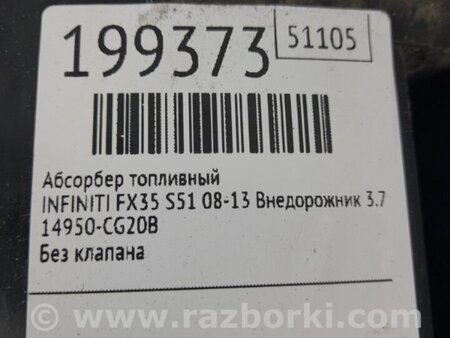 199373
51105
Абсорбер топливный
INFINITI FX35 S51 08-13 Внедорожник 3.7
14950-CG20B
Без клапана
www.razborki.com